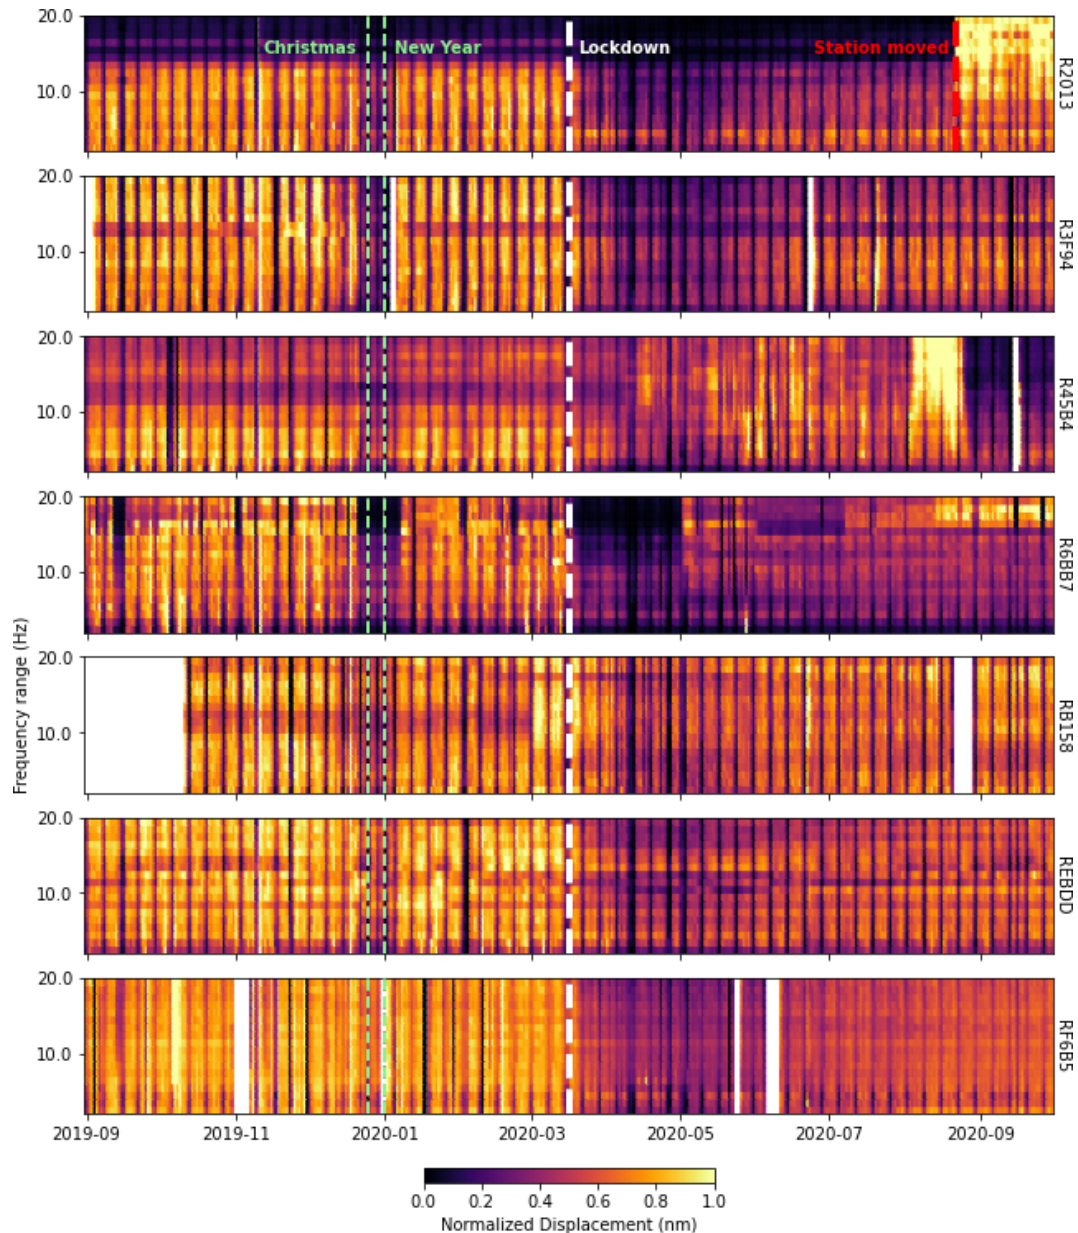 20.0
Christmas New Year Lockdown Station moved
10.0
R2013
20.0
10.0
R3F94
20.0
10.0
R45B4
20.0
10.0
R6BB7
Frequency range (Hz)
20.0
10.0
RB158
20.0
10.0
REBDD
20.0
10.0
RF6B5
2019-09 2019-11 2020-01 2020-03 2020-05 2020-07 2020-09
0.0 0.2 0.4 0.6 0.8 1.0
Normalized Displacement (nm)